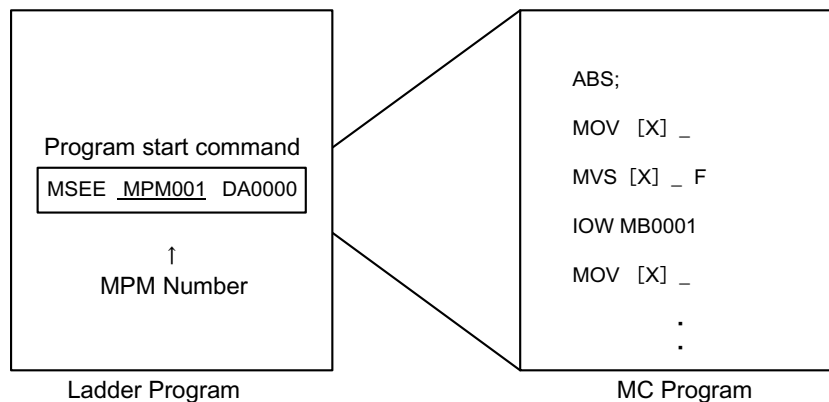 Program start command
MSEE MPM001 DA0000
↑
MPM Number
Ladder Program
ABS;
MOV [X] _
MVS [X] _ F
IOW MB0001
MOV [X] _
.
.
MC Program